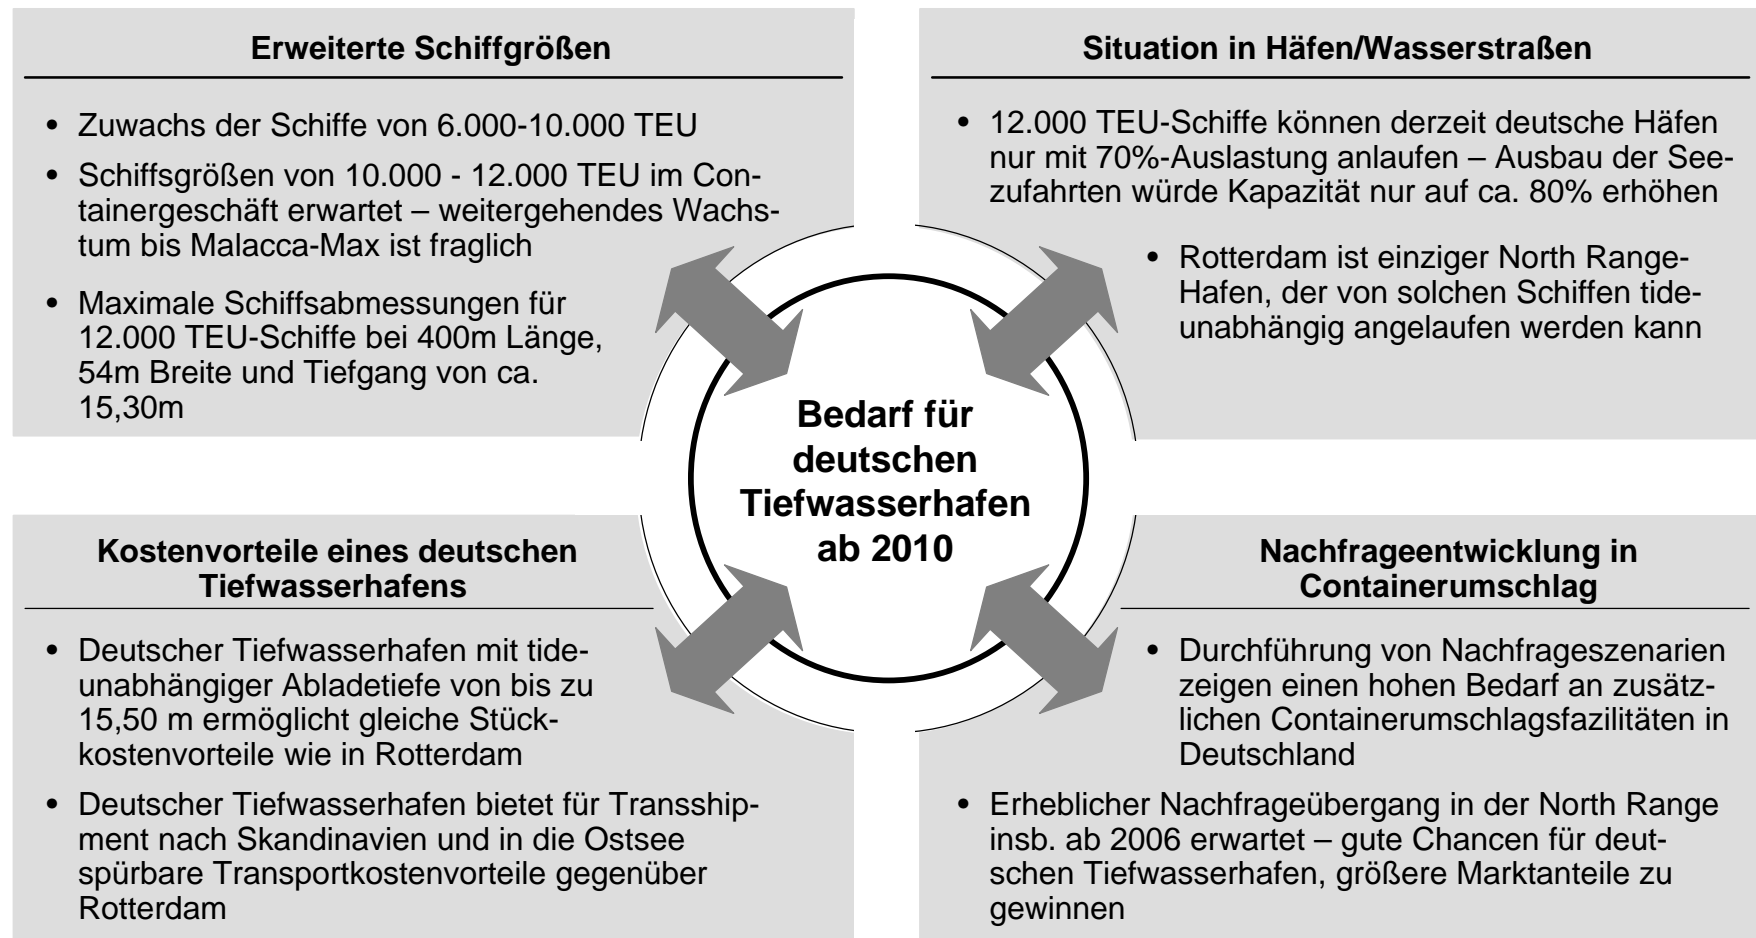 Erweiterte Schiffgrößen
• Zuwachs der Schiffe von 6.000-10.000 TEU
• Schiffsgrößen von 10.000 - 12.000 TEU im Con-
tainergeschäft erwartet – weitergehendes Wachs-
tum bis Malacca-Max ist fraglich
• Maximale Schiffsabmessungen für
12.000 TEU-Schiffe bei 400m Länge,
54m Breite und Tiefgang von ca.
15,30m
Situation in Häfen/Wasserstraßen
• 12.000 TEU-Schiffe können derzeit deutsche Häfen
nur mit 70%-Auslastung anlaufen – Ausbau der See-
zufahrten würde Kapazität nur auf ca. 80% erhöhen
• Rotterdam ist einziger North Range-
Hafen, der von solchen Schiffen tide-
unabhängig angelaufen werden kann
Bedarf für
deutschen
Tiefwasserhafen
ab 2010
Kostenvorteile eines deutschen
Tiefwasserhafens
• Deutscher Tiefwasserhafen mit tide-
unabhängiger Abladetiefe von bis zu
15,50 m ermöglicht gleiche Stück-
kostenvorteile wie in Rotterdam
• Deutscher Tiefwasserhafen bietet für Transship-
ment nach Skandinavien und in die Ostsee
spürbare Transportkostenvorteile gegenüber
Rotterdam
Nachfrageentwicklung in
Containerumschlag
• Durchführung von Nachfrageszenarien
zeigen einen hohen Bedarf an zusätz-
lichen Containerumschlagsfazilitäten in
Deutschland
• Erheblicher Nachfrageübergang in der North Range
insb. ab 2006 erwartet – gute Chancen für deut-
schen Tiefwasserhafen, größere Marktanteile zu
gewinnen